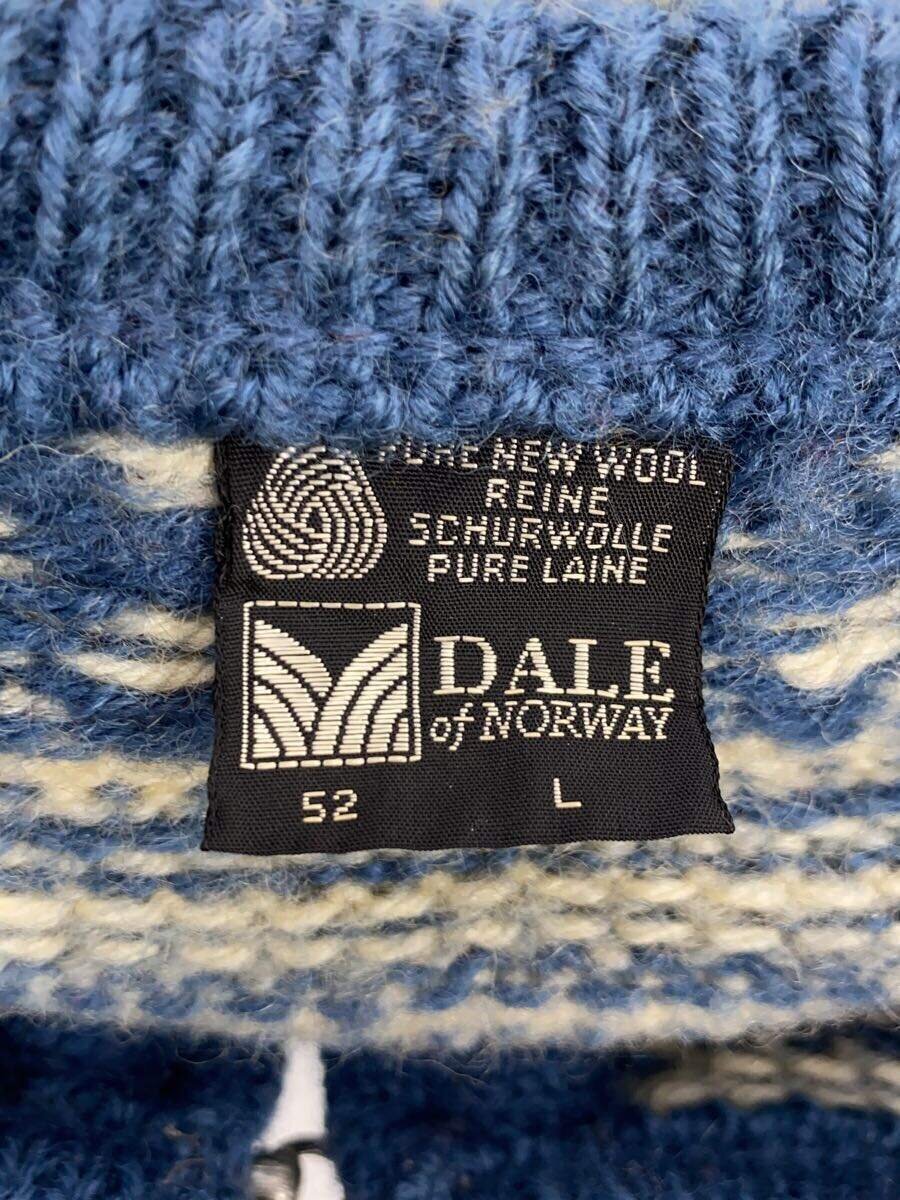 PURE NEW WOOL
REINE
SCHURWOLLE
PURE LAINE
DALE
of NORWAY
52 L